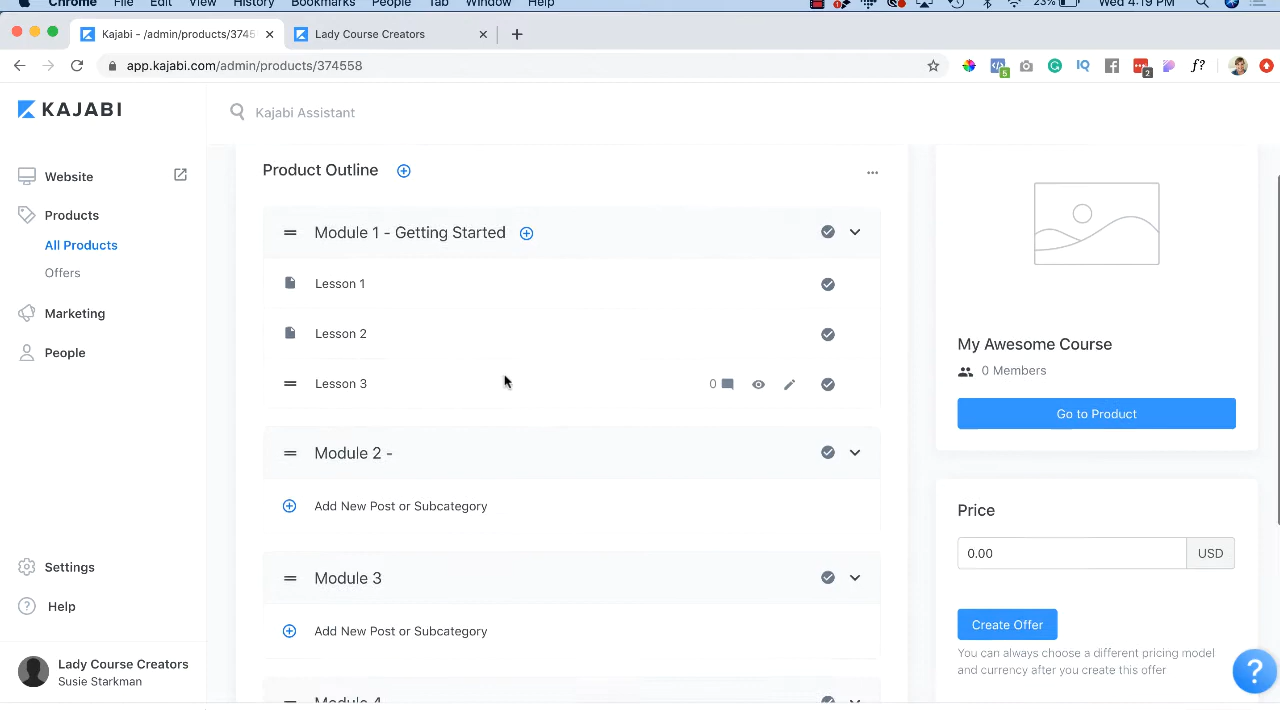 Chrome File Edit View History Bookmarks People Tab Window Help 23% Wed 4:19 PM
Kajabi - /admin/products/3745
Lady Course Creators
app.kajabi.com/admin/products/374558
5
IQ
2
f?
KAJABI
Kajabi Assistant
Website
Products
All Products
Offers
Marketing
People
Settings
Help
Lady Course Creators
Susie Starkman
Product Outline
Module 1 - Getting Started
Lesson 1
Lesson 2
Lesson 3
0
Module 2 -
Add New Post or Subcategory
Module 3
Add New Post or Subcategory
Module 4
My Awesome Course
0 Members
Go to Product
Price
0.00 USD
Create Offer
You can always choose a different pricing model
and currency after you create this offer
?